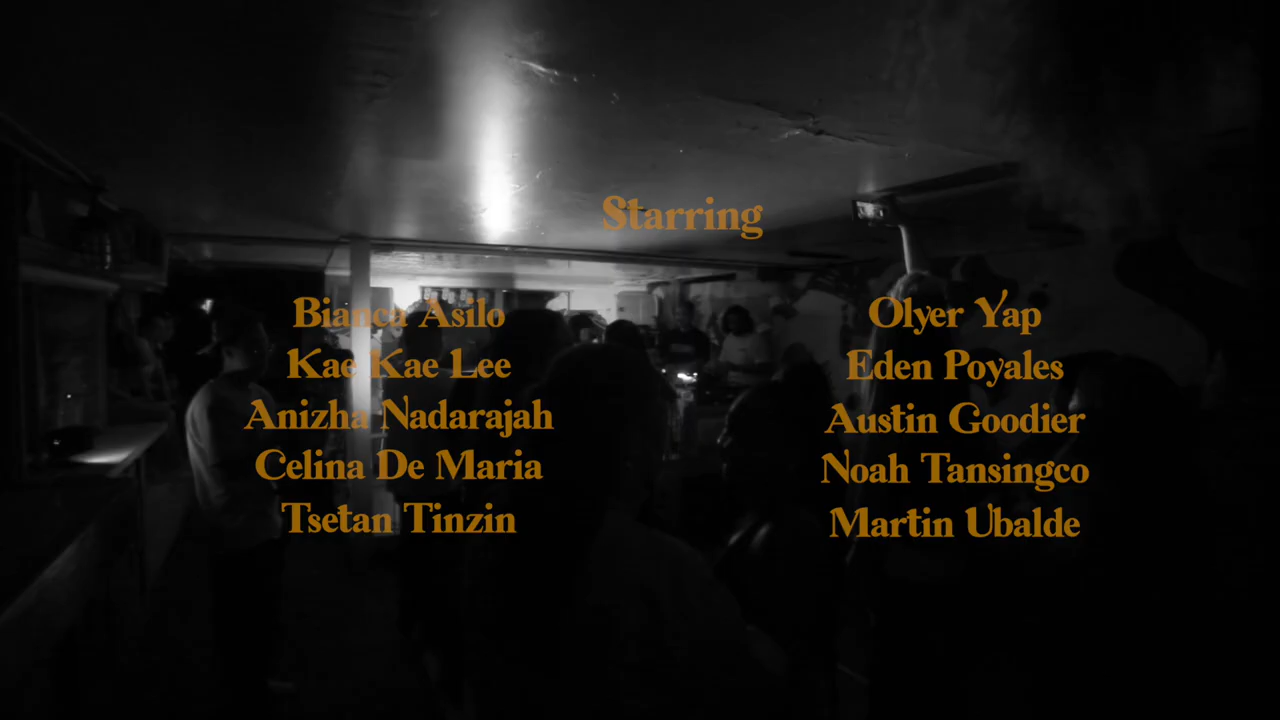 Starring
Bianca Asilo
Kae Kae Lee
Anizha Nadarajah
Celina De Maria
Tsetan Tinzin
Olyer Yap
Eden Poyales
Austin Goodier
Noah Tansingco
Martin Ubalde